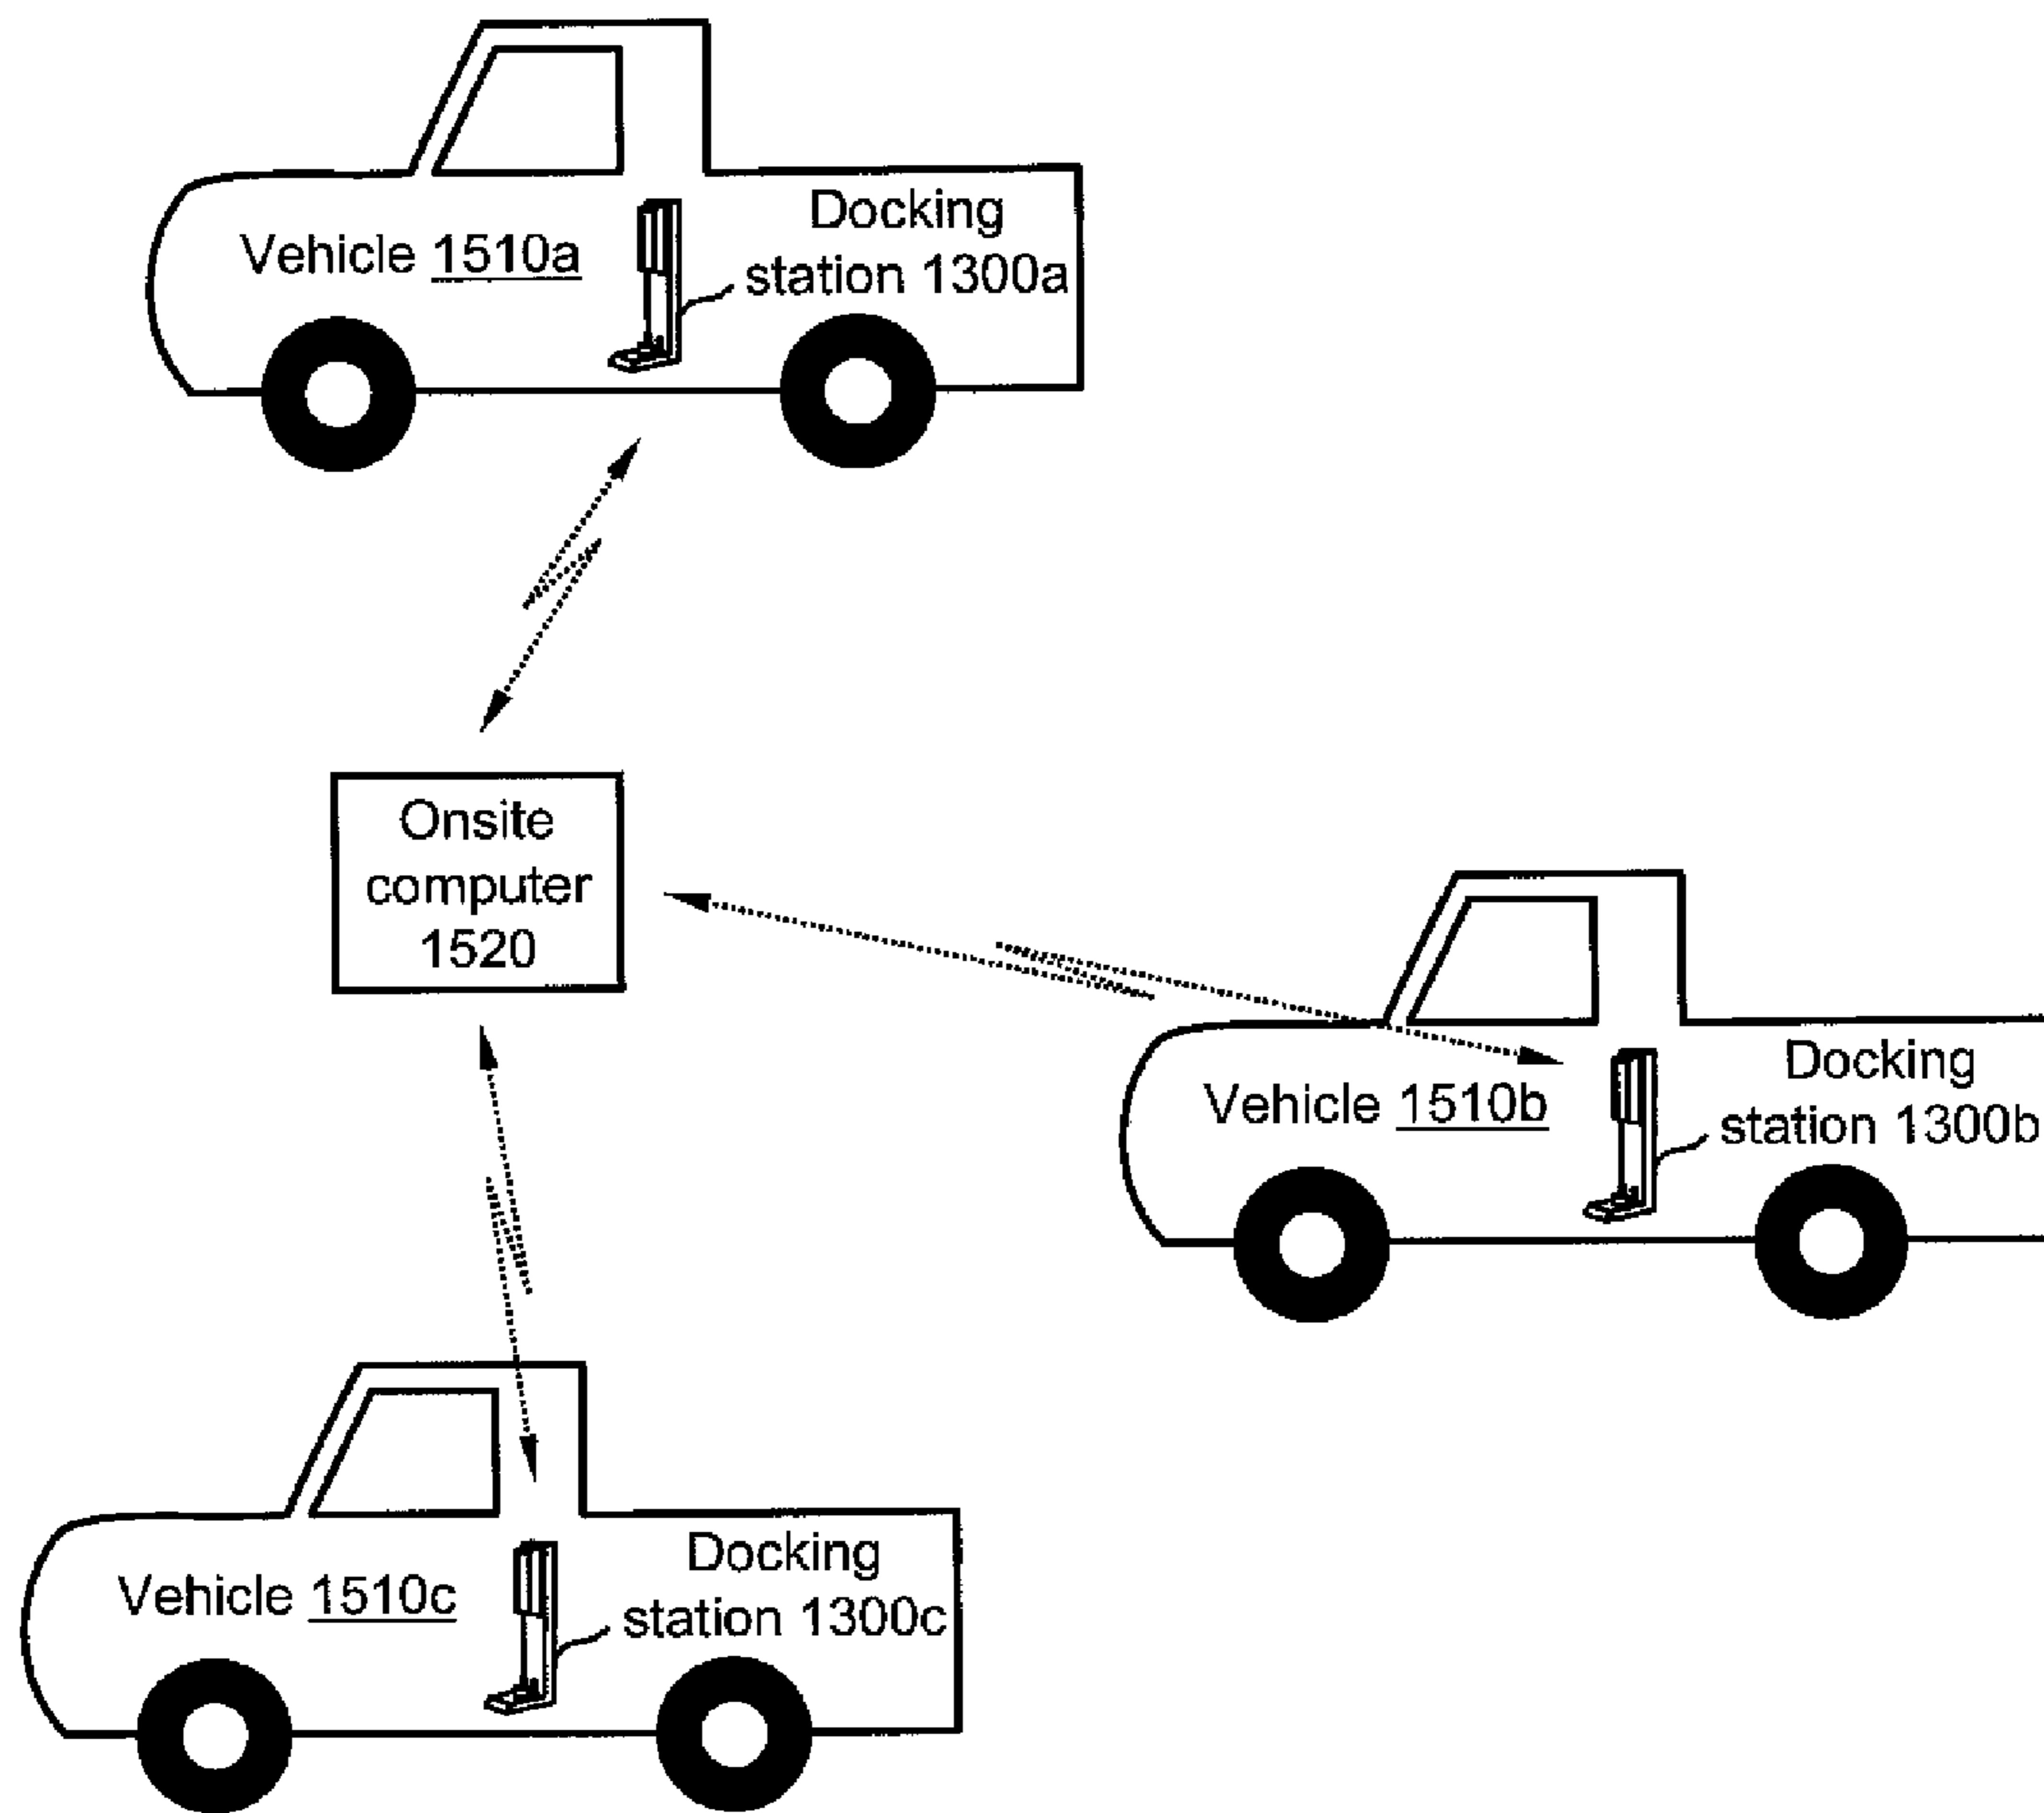 Docking
Vehicle 1510a
station 1300a
Onsite
computer
1520
Docking
Vehicle 1510b
station 1300b
Docking
Vehicle 1510c
station 1300c